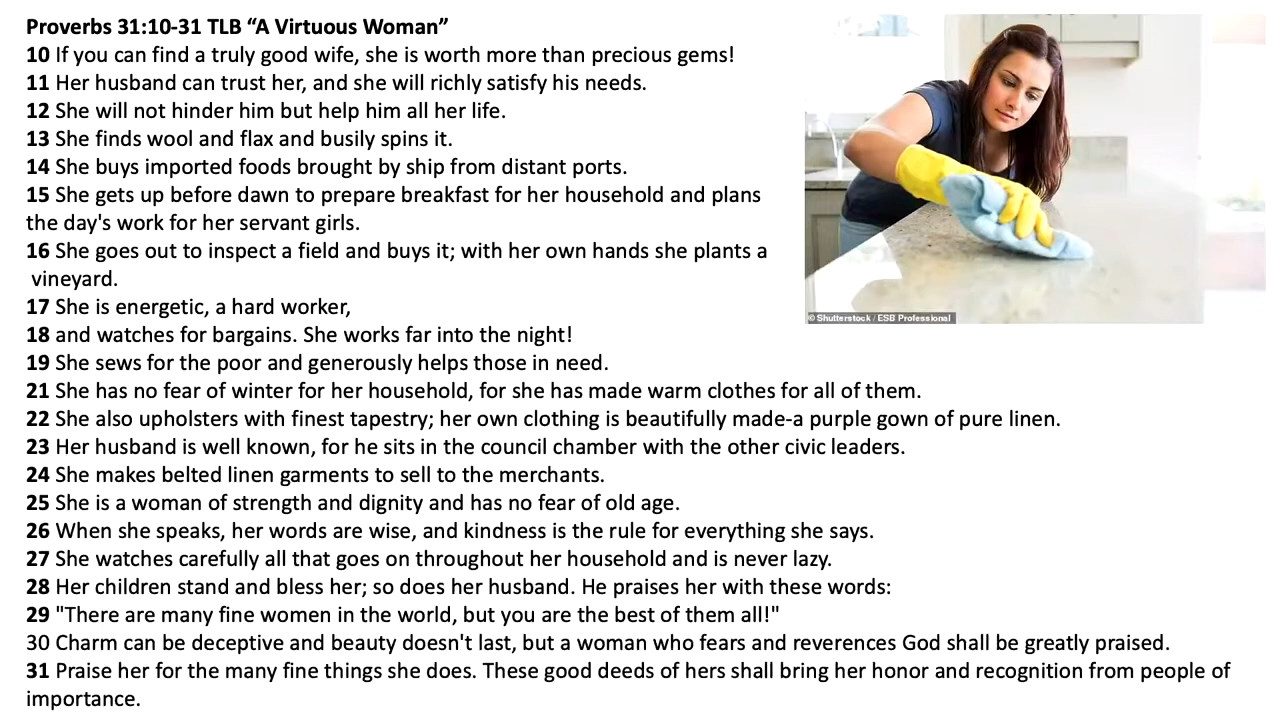 Proverbs 31:10-31 TLB “A Virtuous Woman”
10 If you can find a truly good wife, she is worth more than precious gems!
11 Her husband can trust her, and she will richly satisfy his needs.
12 She will not hinder him but help him all her life.
13 She finds wool and flax and busily spins it.
14 She buys imported foods brought by ship from distant ports.
15 She gets up before dawn to prepare breakfast for her household and plans
the day's work for her servant girls.
16 She goes out to inspect a field and buys it; with her own hands she plants a
vineyard.
17 She is energetic, a hard worker,
18 and watches for bargains. She works far into the night!
19 She sews for the poor and generously helps those in need.
21 She has no fear of winter for her household, for she has made warm clothes for all of them.
22 She also upholsters with finest tapestry; her own clothing is beautifully made-a purple gown of pure linen.
23 Her husband is well known, for he sits in the council chamber with the other civic leaders.
24 She makes belted linen garments to sell to the merchants.
25 She is a woman of strength and dignity and has no fear of old age.
26 When she speaks, her words are wise, and kindness is the rule for everything she says.
27 She watches carefully all that goes on throughout her household and is never lazy.
28 Her children stand and bless her; so does her husband. He praises her with these words:
29 "There are many fine women in the world, but you are the best of them all!"
30 Charm can be deceptive and beauty doesn't last, but a woman who fears and reverences God shall be greatly praised.
31 Praise her for the many fine things she does. These good deeds of hers shall bring her honor and recognition from people of
importance.
© Shutterstock / ESB Professional